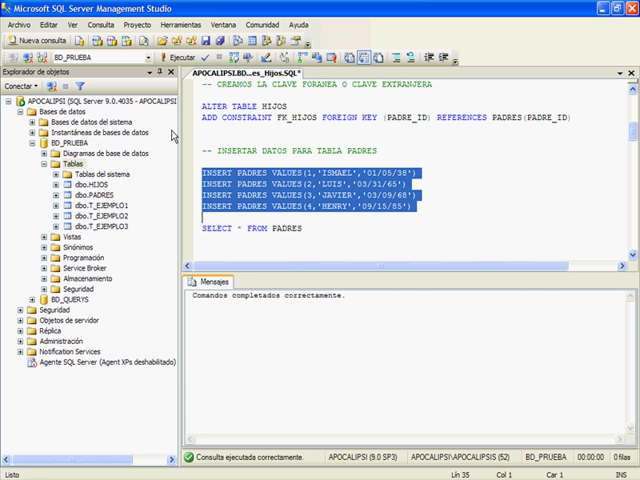 Microsoft SQL Server Management Studio
Archivo Editar Ver Consulta Proyecto Herramientas Ventana Comunidad Ayuda
Nueva consulta
BD_PRUEBA Ejecutar
Explorador de objetos
Conectar
APOCALIPSI (SQL Server 9.0.4035 - APOCALIPSI
Bases de datos
Bases de datos del sistema
Instantáneas de bases de datos
BD_PRUEBA
Diagramas de base de datos
Tablas
Tablas del sistema
dbo.HIJOS
dbo.PADRES
dbo.T_EJEMPLO1
dbo.T_EJEMPLO2
dbo.T_EJEMPLO3
Vistas
Sinónimos
Programación
Service Broker
Almacenamiento
Seguridad
BD_QUERYS
Seguridad
Objetos de servidor
Réplica
Administración
Notification Services
Agente SQL Server (Agent XPs deshabilitado)
APOCALIPSI.BD...es_Hijos.SQL*
-- CREAMOS LA CLAVE FORANEA O CLAVE EXTRANJERA
ALTER TABLE HIJOS
ADD CONSTRAINT FK_HIJOS FOREIGN KEY (PADRE_ID) REFERENCES PADRES(PADRE_ID)
-- INSERTAR DATOS PARA TABLA PADRES
INSERT PADRES VALUES(1,'ISMAEL','01/05/38')
INSERT PADRES VALUES(2,'LUIS','03/31/65')
INSERT PADRES VALUES(3,'JAVIER','03/09/68')
INSERT PADRES VALUES(4,'HENRY','09/15/85')
SELECT * FROM PADRES
Mensajes
Comandos completados correctamente.
Consulta ejecutada correctamente. APOCALIPSI (9.0 SP3) APOCALIPSI\APOCALIPSIS (52) BD_PRUEBA 00:00:00 0 filas
Listo Lín 35 Col 1 Car 1 INS